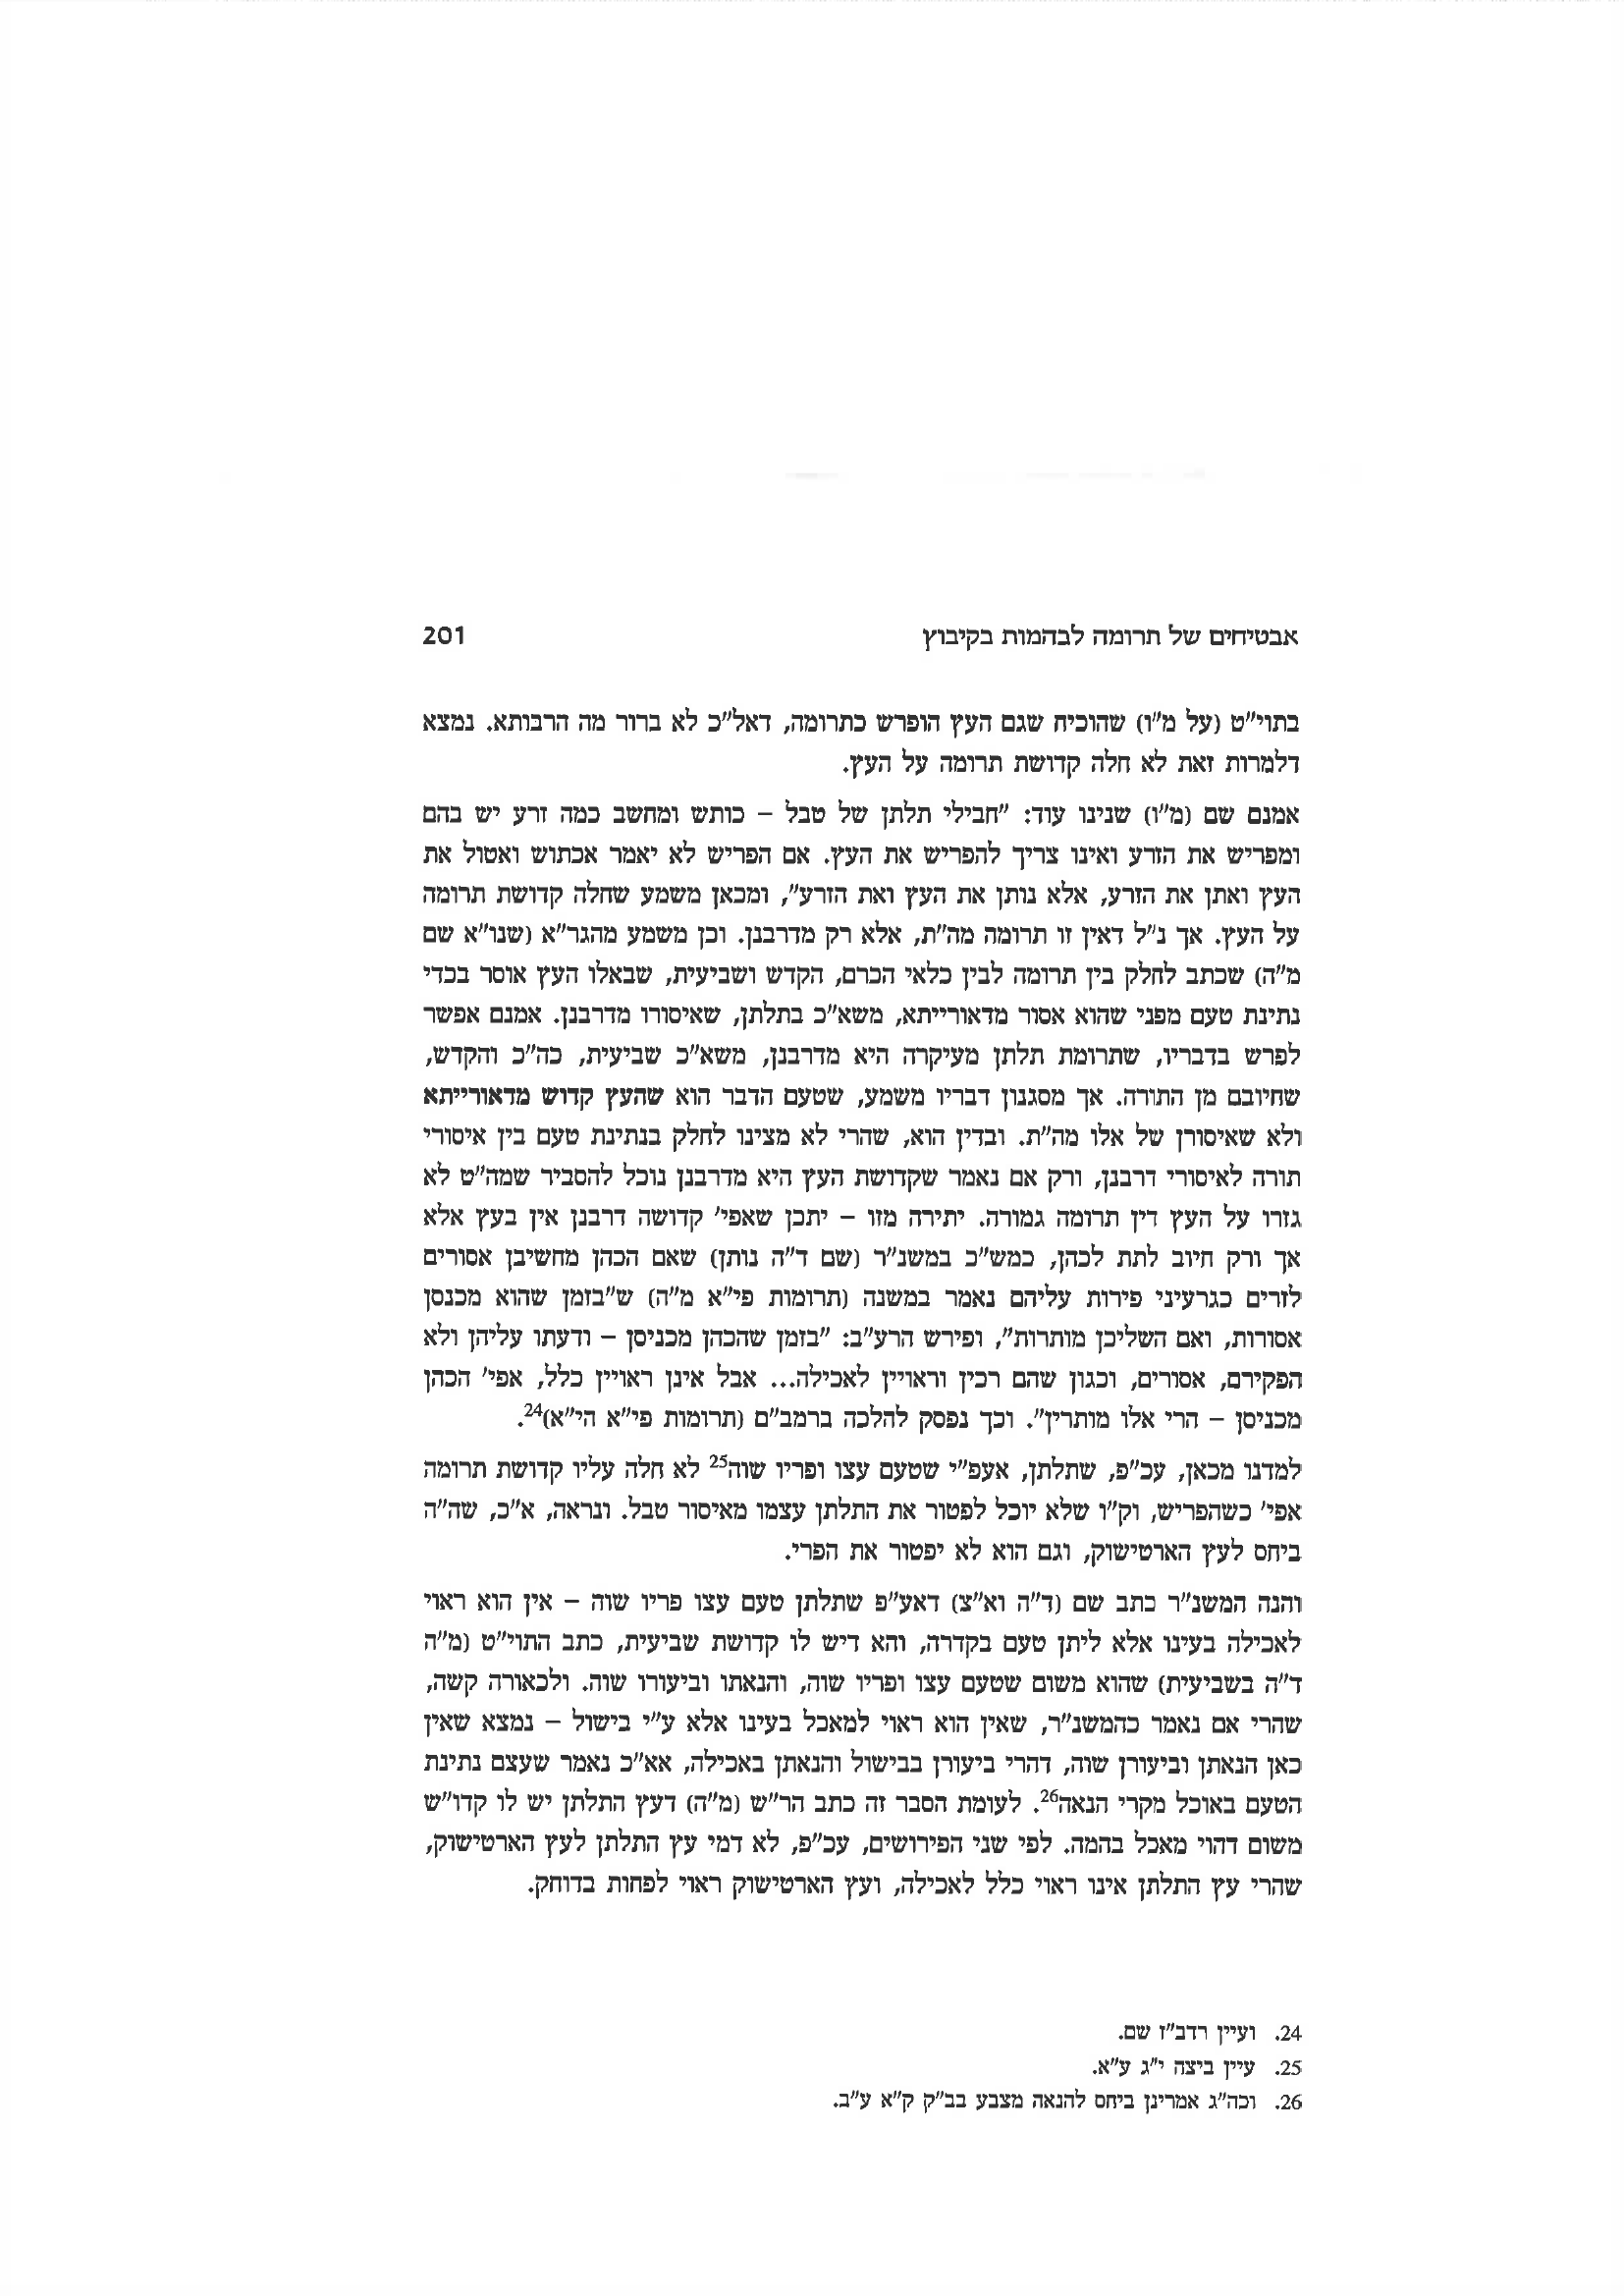 אבטיחים של תרומה לבהמות בקיבוץ 201
בתוי"ט (על מ"ו) שהוכיח שגם העץ הופרש כתרומה, דאל"כ לא ברור מה הרבותא. נמצא
דלמרות זאת לא חלה קדושת תרומה על העץ.
אמנם שם (מ"ו) שנינו עוד: "חבילי תלתן של טבל – כותש ומחשב כמה זרע יש בהם
ומפריש את הזרע ואינו צריך להפריש את העץ. אם הפריש לא יאמר אכתוש ואטול את
העץ ואתן את הזרע, אלא נותן את העץ ואת הזרע", ומכאן משמע שחלה קדושת תרומה
על העץ. אך נ"ל דאין זו תרומה מה"ת, אלא רק מדרבנן. וכן משמע מהגר"א (שנו"א שם
מ"ה) שכתב לחלק בין תרומה לבין כלאי הכרם, הקדש ושביעית, שבאלו העץ אוסר בכדי
נתינת טעם מפני שהוא אסור מדאורייתא, משא"כ בתלתן, שאיסורו מדרבנן. אמנם אפשר
לפרש בדבריו, שתרומת תלתן מעיקרה היא מדרבנן, משא"כ שביעית, כה"כ והקדש,
שחיובם מן התורה. אך מסגנון דבריו משמע, שטעם הדבר הוא שהעץ קדוש מדאורייתא
ולא שאיסורן של אלו מה"ת. ובדין הוא, שהרי לא מצינו לחלק בנתינת טעם בין איסורי
תורה לאיסורי דרבנן, ורק אם נאמר שקדושת העץ היא מדרבנן נוכל להסביר שמה"ט לא
גזרו על העץ דין תרומה גמורה. יתירה מזו – יתכן שאפי' קדושה דרבנן אין בעץ אלא
אך ורק חיוב לתת לכהן, כמש"כ במשנ"ר (שם ד"ה נותן) שאם הכהן מחשיבן אסורים
לזרים כגרעיני פירות עליהם נאמר במשנה (תרומות פי"א מ"ה) ש"בזמן שהוא מכנסן
אסורות, ואם השליכן מותרות", ופירש הרע"ב: "בזמן שהכהן מכניסן – ודעתו עליהן ולא
הפקירם, אסורים, וכגון שהם רכין וראויין לאכילה... אבל אינן ראויין כלל, אפי' הכהן
מכניסן – הרי אלו מותרין". וכך נפסק להלכה ברמב"ם (תרומות פי"א הי"א)24.
למדנו מכאן, עכ"פ, שתלתן, אעפ"י שטעם עצו ופריו שוה25 לא חלה עליו קדושת תרומה
אפי' כשהפריש, וק"ו שלא יוכל לפטור את התלתן עצמו מאיסור טבל. ונראה, א"כ, שה"ה
ביחס לעץ הארטישוק, וגם הוא לא יפטור את הפרי.
והנה המשנ"ר כתב שם (ד"ה וא"צ) דאע"פ שתלתן טעם עצו פריו שוה – אין הוא ראוי
לאכילה בעינו אלא ליתן טעם בקדרה, והא דיש לו קדושת שביעית, כתב התוי"ט (מ"ה
ד"ה בשביעית) שהוא משום שטעם עצו ופריו שוה, והנאתו וביעורו שוה. ולכאורה קשה,
שהרי אם נאמר כהמשנ"ר, שאין הוא ראוי למאכל בעינו אלא ע"י בישול – נמצא שאין
כאן הנאתן וביעורן שוה, דהרי ביעורן בבישול והנאתן באכילה, אא"כ נאמר שעצם נתינת
הטעם באוכל מקרי הנאה26. לעומת הסבר זה כתב הר"ש (מ"ה) דעץ התלתן יש לו קדו"ש
משום דהוי מאכל בהמה. לפי שני הפירושים, עכ"פ, לא דמי עץ התלתן לעץ הארטישוק,
שהרי עץ התלתן אינו ראוי כלל לאכילה, ועץ הארטישוק ראוי לפחות בדוחק.
24. ועיין רדב"ז שם.
25. עיין ביצה י"ג ע"א.
26. וכה"ג אמרינן ביחס להנאה מצבע בב"ק ק"א ע"ב.